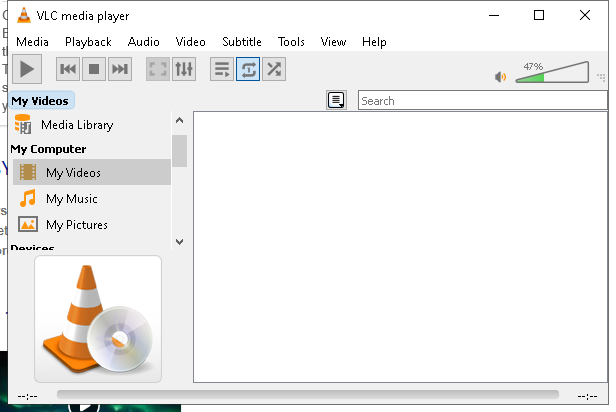 VLC media player
Media Playback Audio Video Subtitle Tools View Help
47%
My Videos
Search
Media Library
My Computer
My Videos
My Music
My Pictures
Devices
--:--
--:--